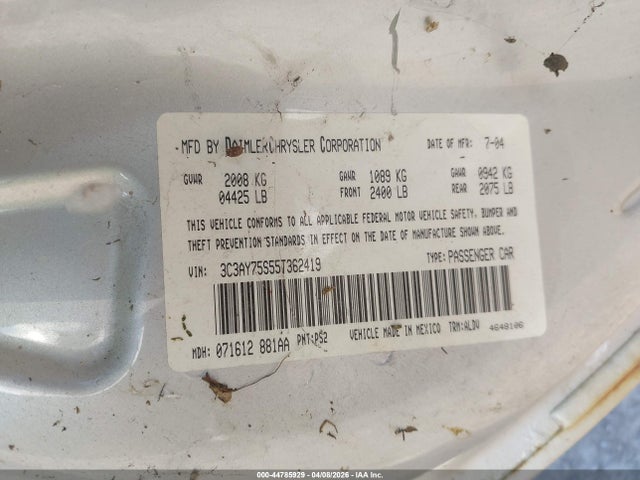 MFD BY DAIMLERCHRYSLER CORPORATION DATE OF MFR: 7-04
GVWR 2008 KG GAWR 1089 KG GAWR 0942 KG
04425 LB FRONT 2400 LB REAR 2075 LB
THIS VEHICLE CONFORMS TO ALL APPLICABLE FEDERAL MOTOR VEHICLE SAFETY, BUMPER AND
THEFT PREVENTION STANDARDS IN EFFECT ON THE DATE OF MANUFACTURE SHOWN ABOVE.
VIN: 3C3AY75S55T362419 TYPE: PASSENGER CAR
MDH: 071612 881AA PNT:PS2 VEHICLE MADE IN MEXICO TRM:ALDV 4648106
000-44785929 - 04/08/2026 - IAA Inc.